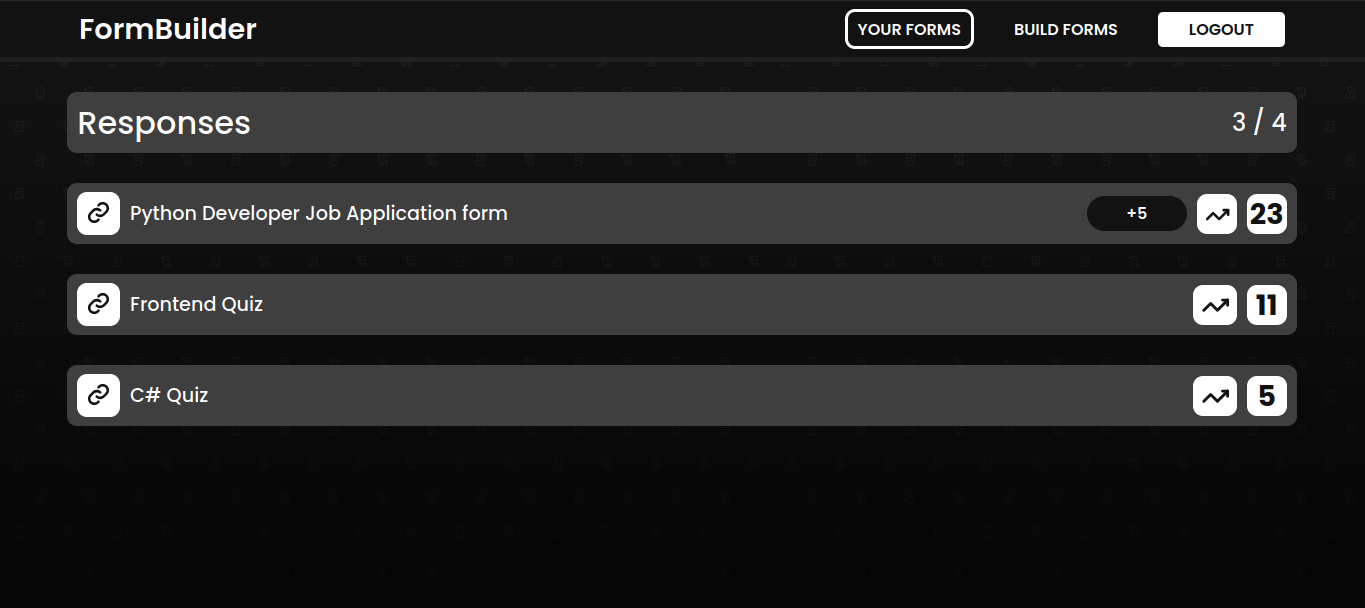 FormBuilder
YOUR FORMS
BUILD FORMS
LOGOUT
Responses
3 / 4
Python Developer Job Application form
+5
23
Frontend Quiz
11
C# Quiz
5